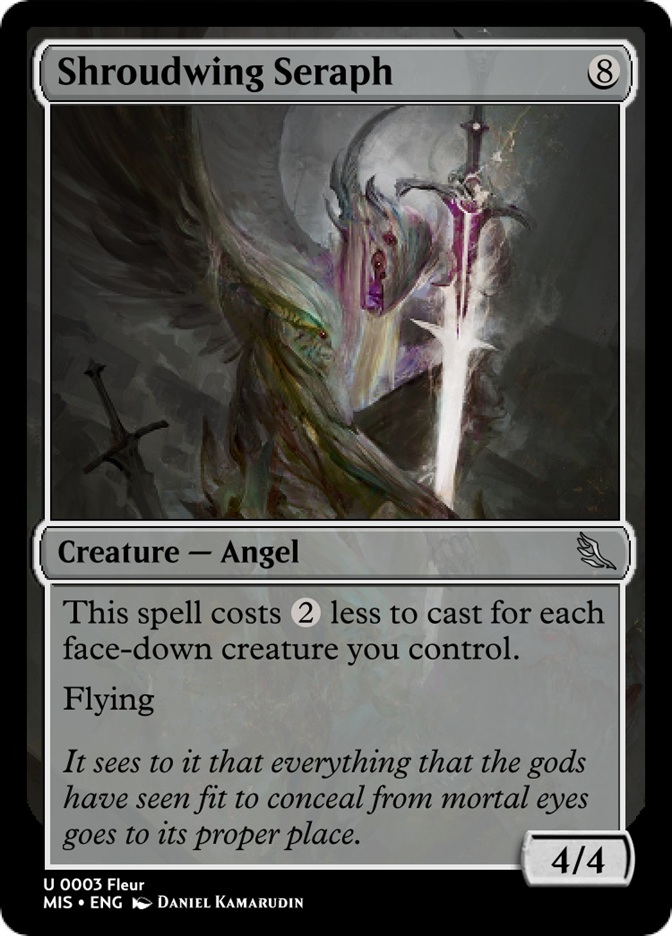 Shroudwing Seraph 8
Creature — Angel
This spell costs 2 less to cast for each
face-down creature you control.
Flying
It sees to it that everything that the gods
have seen fit to conceal from mortal eyes
goes to its proper place.
4/4
U 0003 Fleur
MIS • ENG Daniel Kamarudin